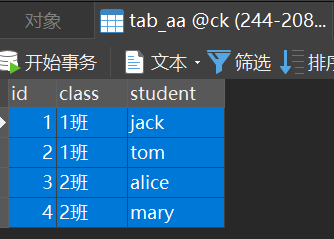 对象 tab_aa @ck (244-208...
开始事务 文本 筛选 排序
id class student
1 1班 jack
2 1班 tom
3 2班 alice
4 2班 mary